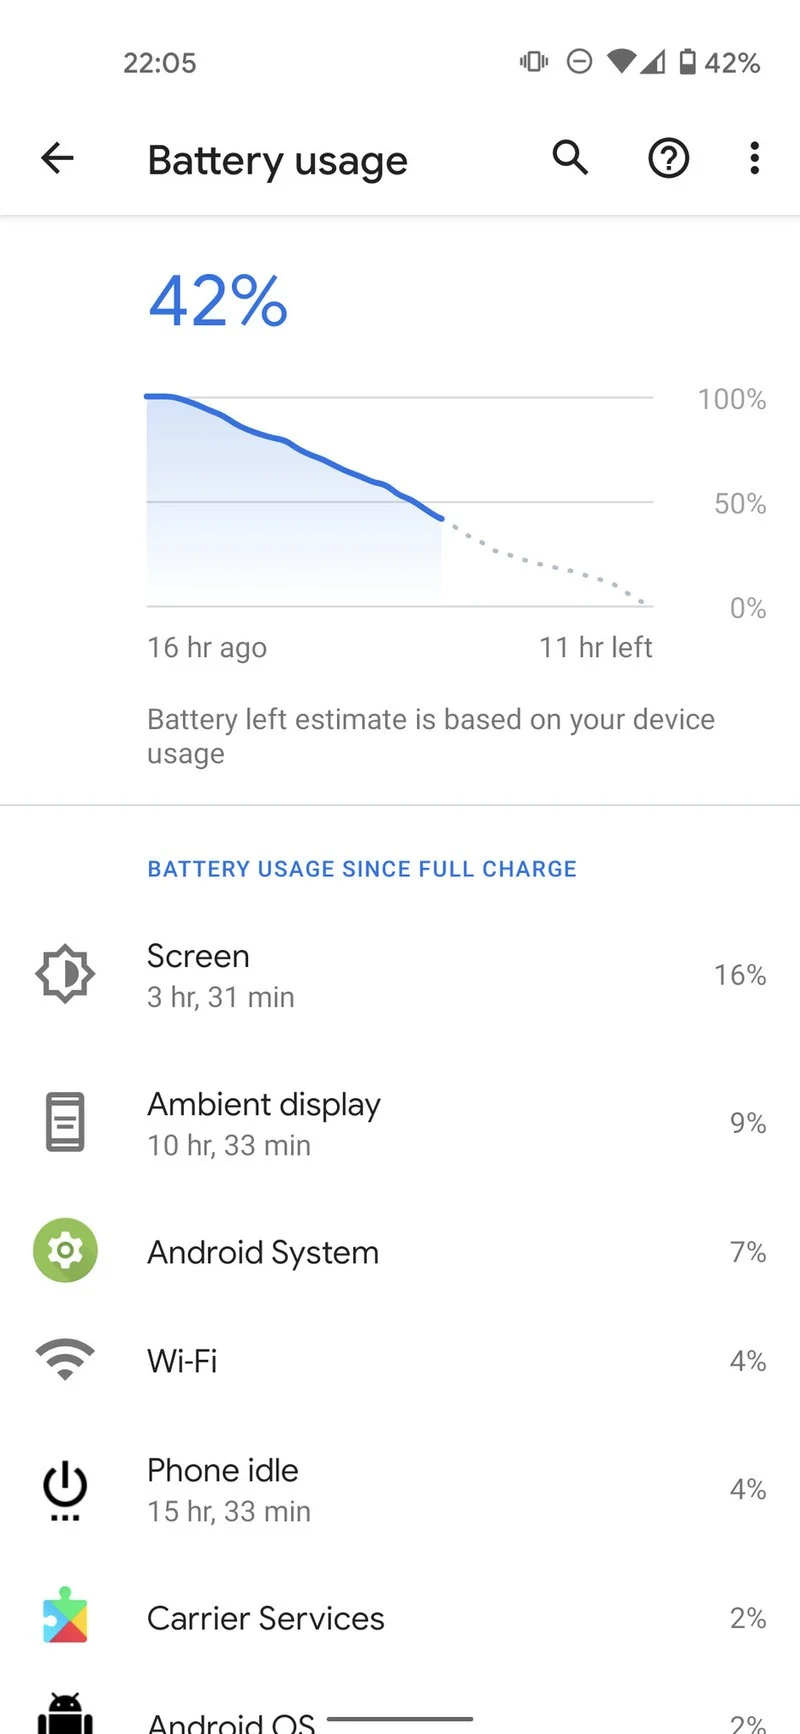 22:05
42%
Battery usage
42%
100%
50%
0%
16 hr ago
11 hr left
Battery left estimate is based on your device
usage
BATTERY USAGE SINCE FULL CHARGE
Screen
3 hr, 31 min
16%
Ambient display
10 hr, 33 min
9%
Android System
7%
Wi-Fi
4%
Phone idle
15 hr, 33 min
4%
Carrier Services
2%
Android OS
2%